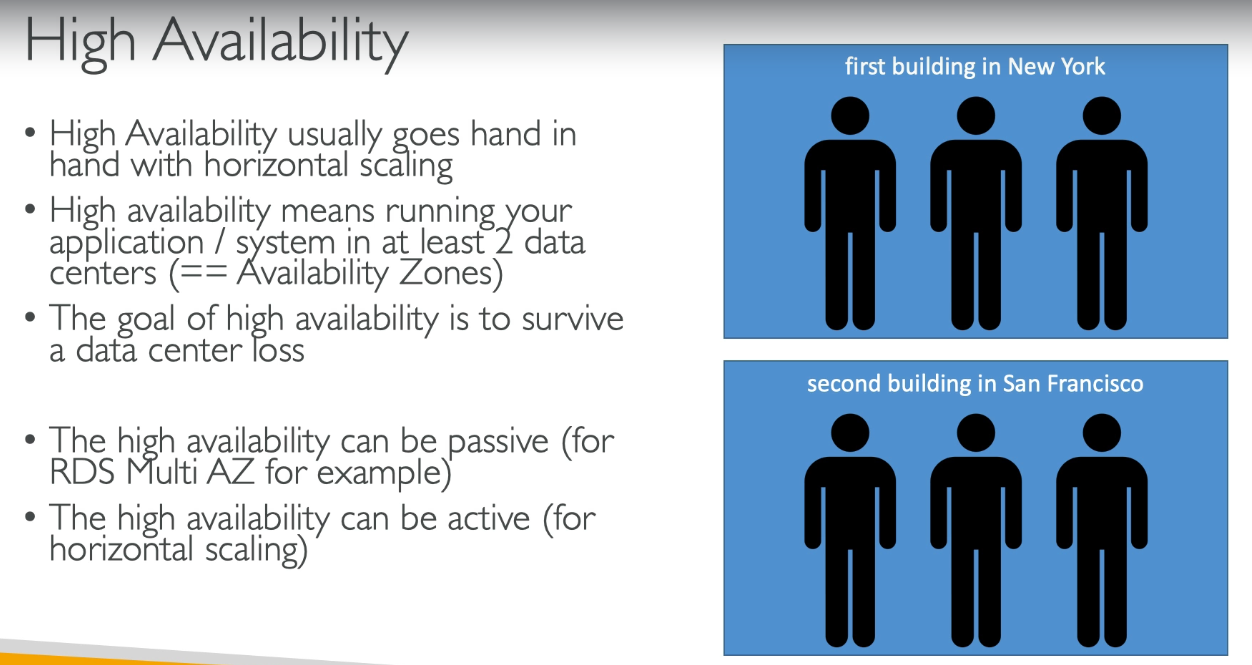 High Availability
• High Availability usually goes hand in
hand with horizontal scaling
• High availability means running your
application / system in at least 2 data
centers (== Availability Zones)
• The goal of high availability is to survive
a data center loss
• The high availability can be passive (for
RDS Multi AZ for example)
• The high availability can be active (for
horizontal scaling)
first building in New York
second building in San Francisco